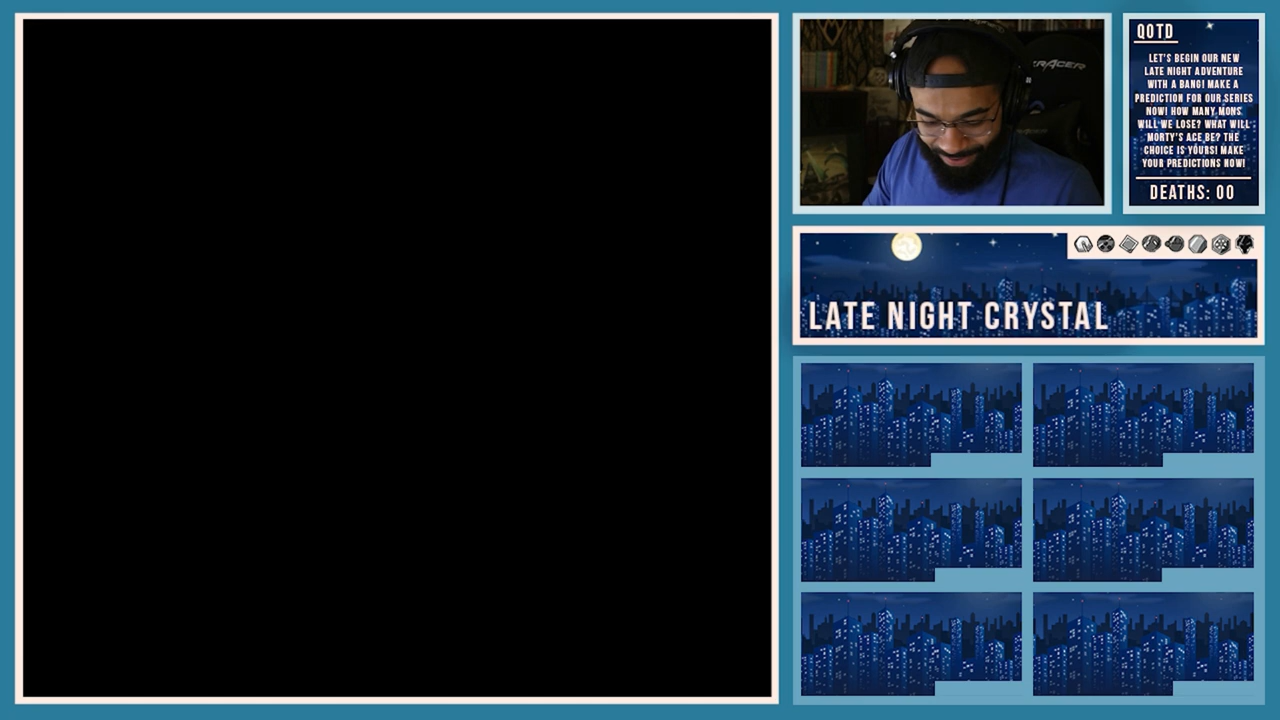 QOTD
LET'S BEGIN OUR NEW
LATE NIGHT ADVENTURE
WITH A BANG! MAKE A
PREDICTION FOR OUR SERIES
NOW! HOW MANY MONS
WILL WE LOSE? WHAT WILL
MORTY'S ACE BE? THE
CHOICE IS YOURS! MAKE
YOUR PREDICTIONS NOW!
DEATHS: 00
LATE NIGHT CRYSTAL